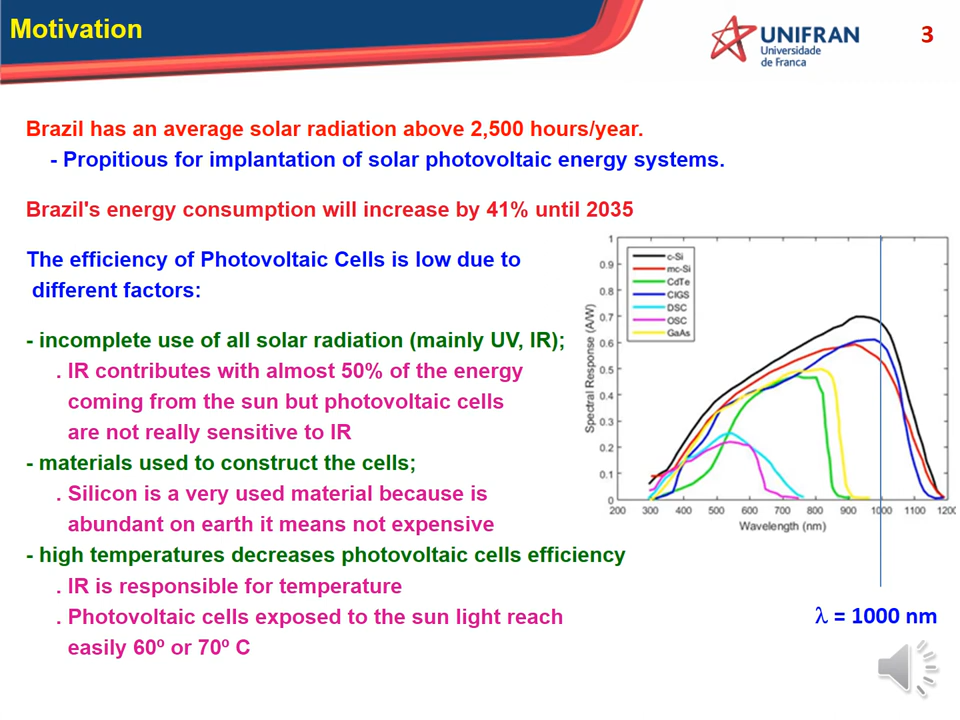 Motivation
UNIFRAN
Universidade
de Franca
3
Brazil has an average solar radiation above 2,500 hours/year.
- Propitious for implantation of solar photovoltaic energy systems.
Brazil's energy consumption will increase by 41% until 2035
The efficiency of Photovoltaic Cells is low due to
different factors:
- incomplete use of all solar radiation (mainly UV, IR);
. IR contributes with almost 50% of the energy
coming from the sun but photovoltaic cells
are not really sensitive to IR
- materials used to construct the cells;
. Silicon is a very used material because is
abundant on earth it means not expensive
- high temperatures decreases photovoltaic cells efficiency
. IR is responsible for temperature
. Photovoltaic cells exposed to the sun light reach
easily 60º or 70º C
Spectral Response (A/W)
1
0.9
0.8
0.7
0.6
0.5
0.4
0.3
0.2
0.1
0
c-Si
mc-Si
CdTe
CIGS
DSC
OSC
GaAs
200 300 400 500 600 700 800 900 1000 1100 1200
Wavelength (nm)
λ = 1000 nm